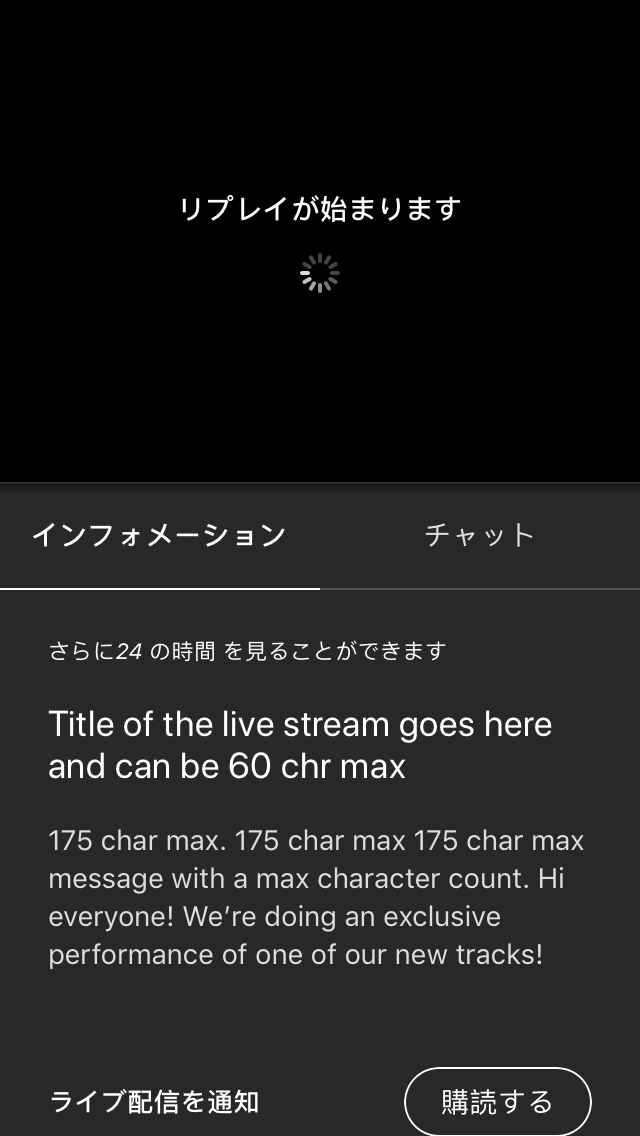 リプレイが始まります
インフォメーション
チャット
さらに24 の時間 を見ることができます
Title of the live stream goes here
and can be 60 chr max
175 char max. 175 char max 175 char max
message with a max character count. Hi
everyone! We’re doing an exclusive
performance of one of our new tracks!
ライブ配信を通知
購読する